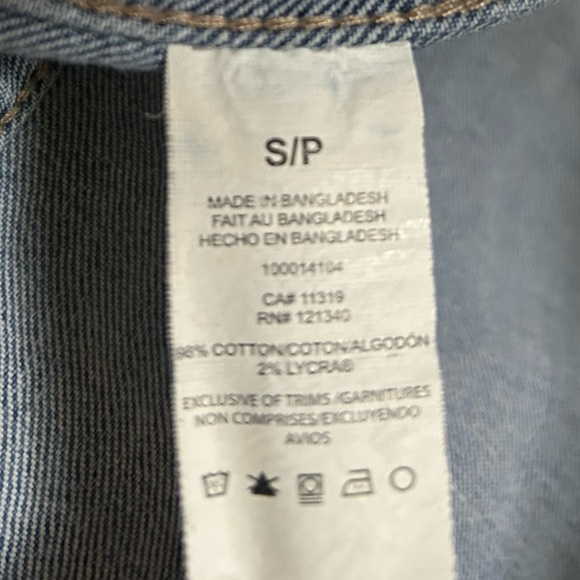 S/P
MADE IN BANGLADESH
FAIT AU BANGLADESH
HECHO EN BANGLADESH
100014104
CA# 11319
RN# 121340
98% COTTON/COTON/ALGODÓN
2% LYCRA®
EXCLUSIVE OF TRIMS /GARNITURES
NON COMPRISES/EXCLUYENDO
AVIOS